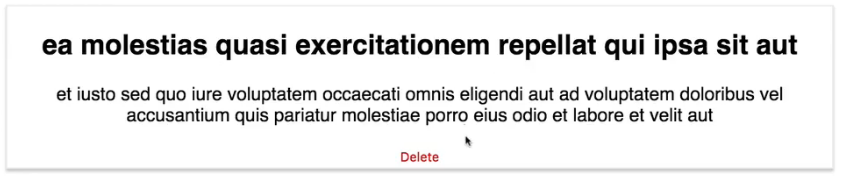 ea molestias quasi exercitationem repellat qui ipsa sit aut
et iusto sed quo iure voluptatem occaecati omnis eligendi aut ad voluptatem doloribus vel
accusantium quis pariatur molestiae porro eius odio et labore et velit aut
Delete